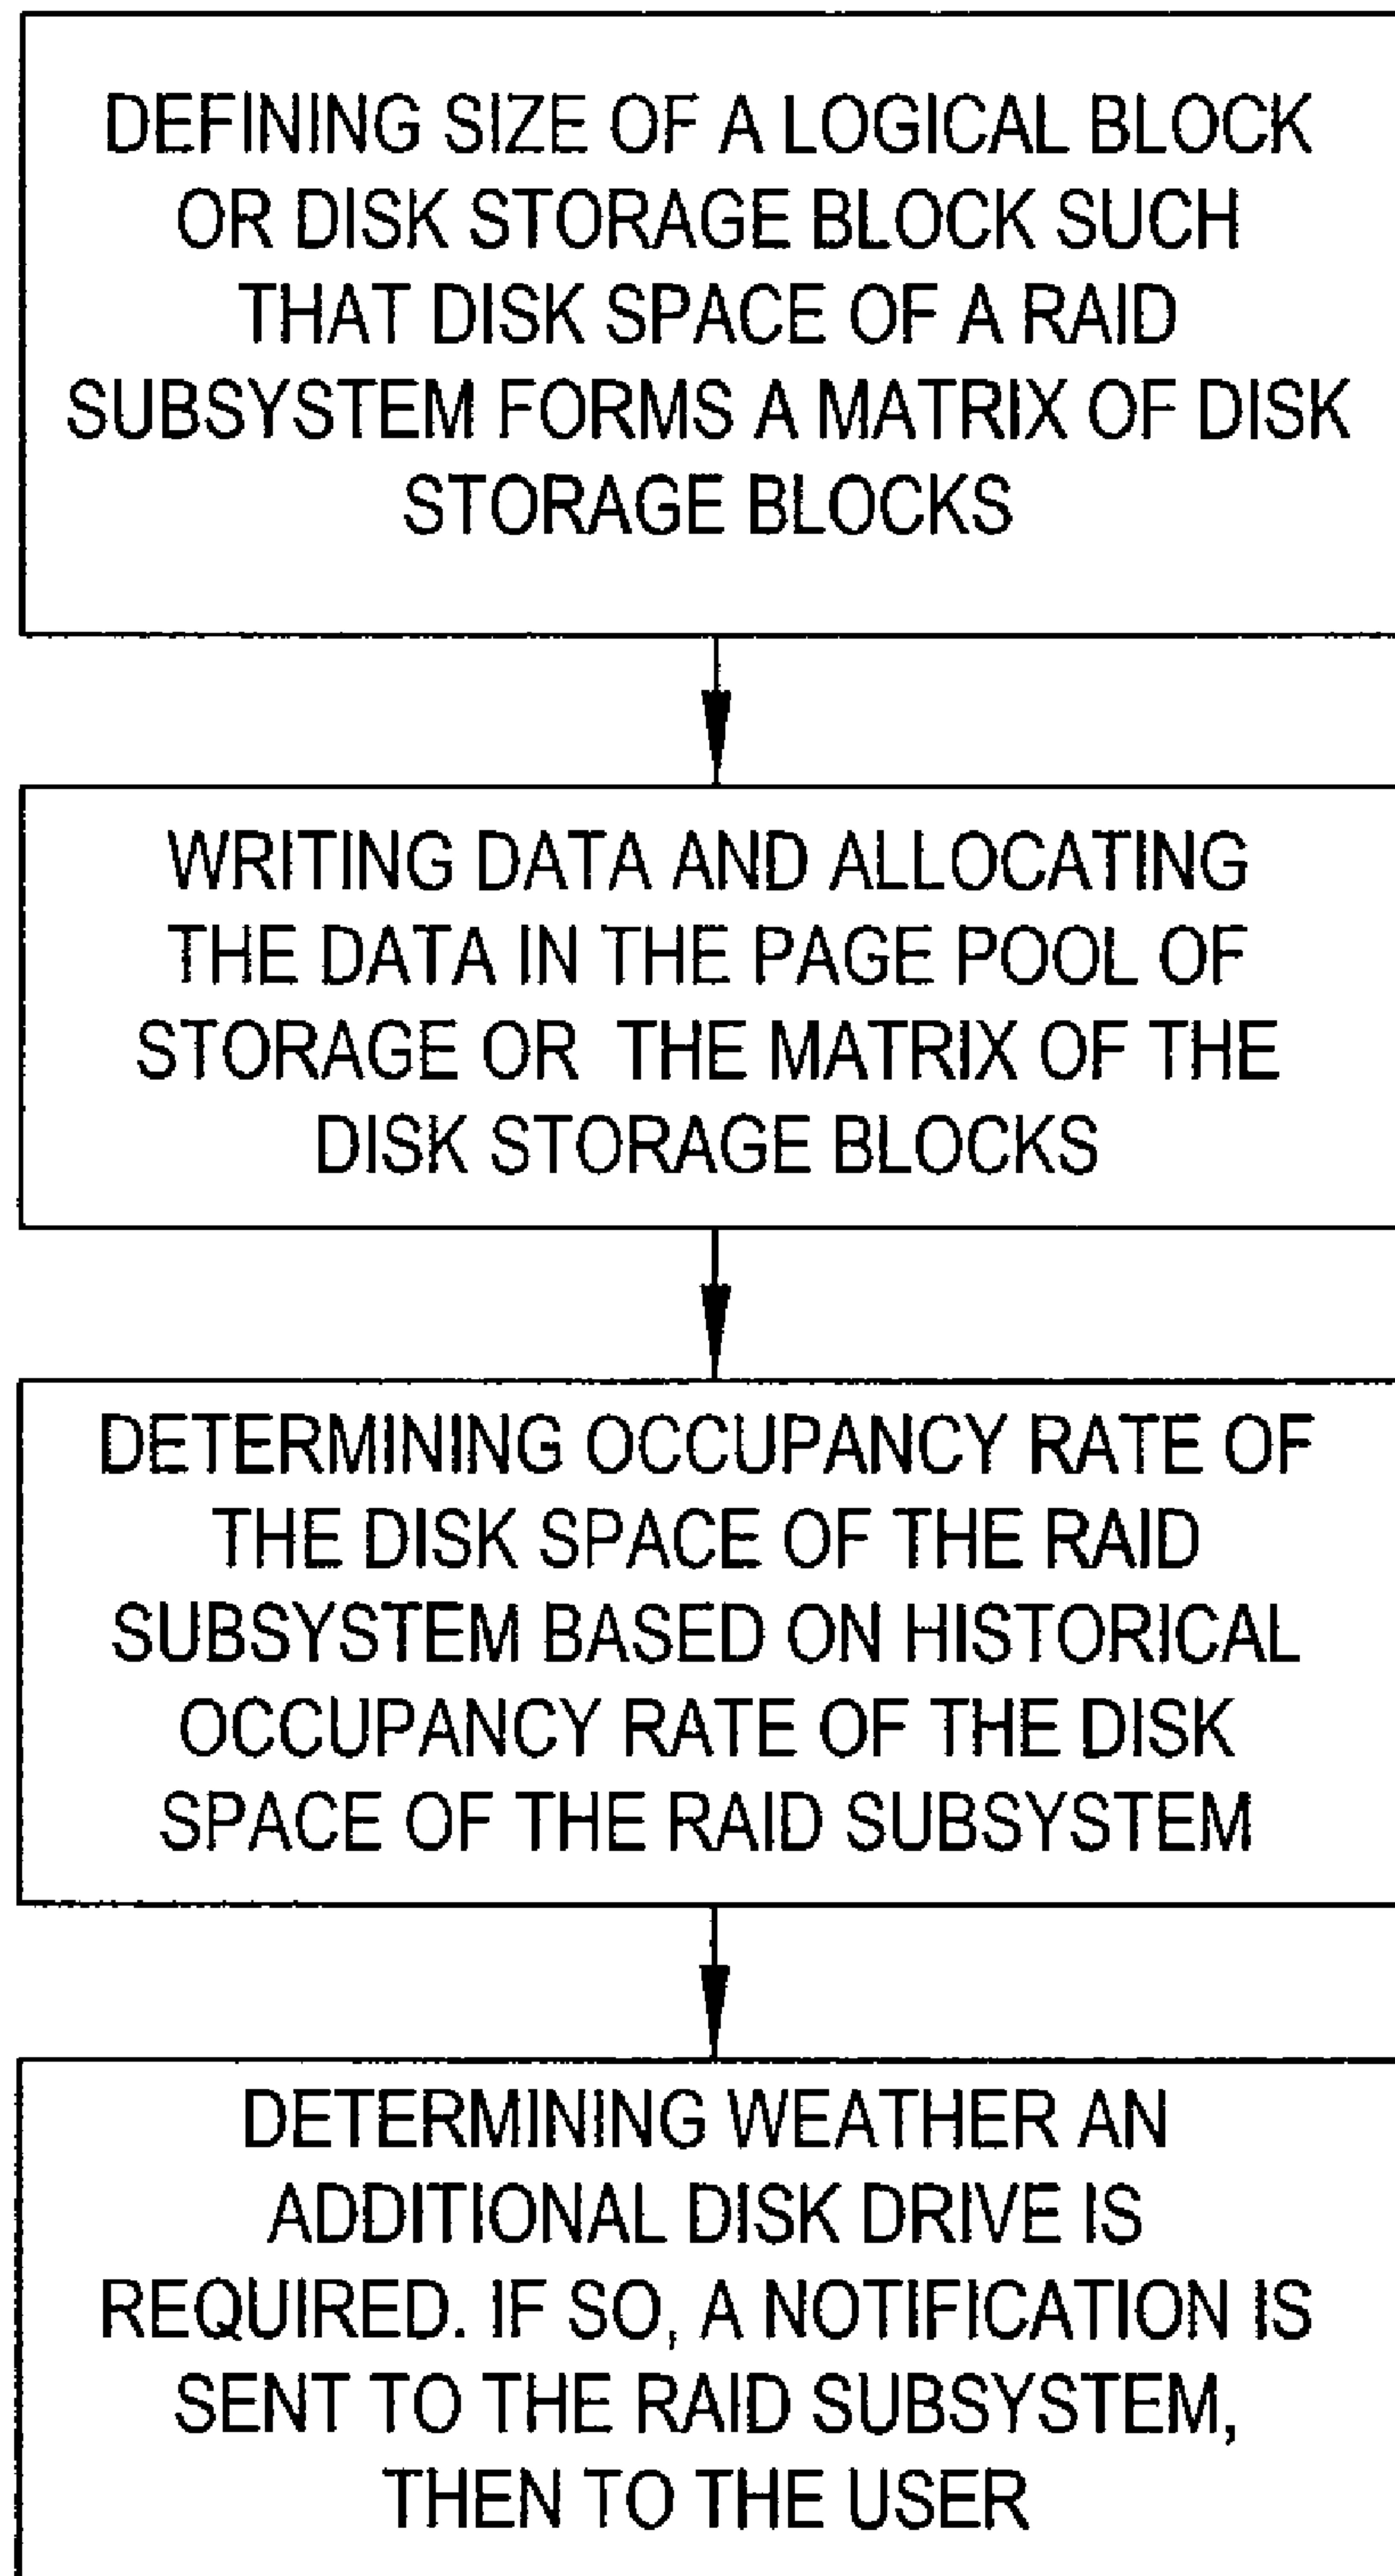 DEFINING SIZE OF A LOGICAL BLOCK
OR DISK STORAGE BLOCK SUCH
THAT DISK SPACE OF A RAID
SUBSYSTEM FORMS A MATRIX OF DISK
STORAGE BLOCKS
WRITING DATA AND ALLOCATING
THE DATA IN THE PAGE POOL OF
STORAGE OR THE MATRIX OF THE
DISK STORAGE BLOCKS
DETERMINING OCCUPANCY RATE OF
THE DISK SPACE OF THE RAID
SUBSYSTEM BASED ON HISTORICAL
OCCUPANCY RATE OF THE DISK
SPACE OF THE RAID SUBSYSTEM
DETERMINING WEATHER AN
ADDITIONAL DISK DRIVE IS
REQUIRED. IF SO, A NOTIFICATION IS
SENT TO THE RAID SUBSYSTEM,
THEN TO THE USER